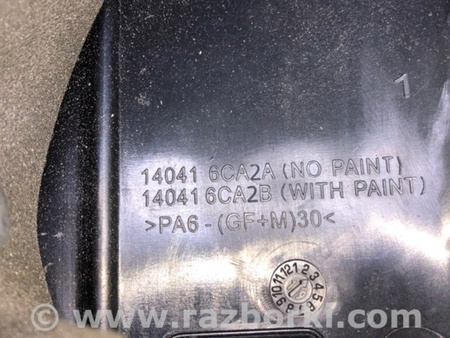 1
14041 6CA2A (NO PAINT)
14041 6CA2B (WITH PAINT)
>PA6 - (GF+M)30<
www.razborki.com